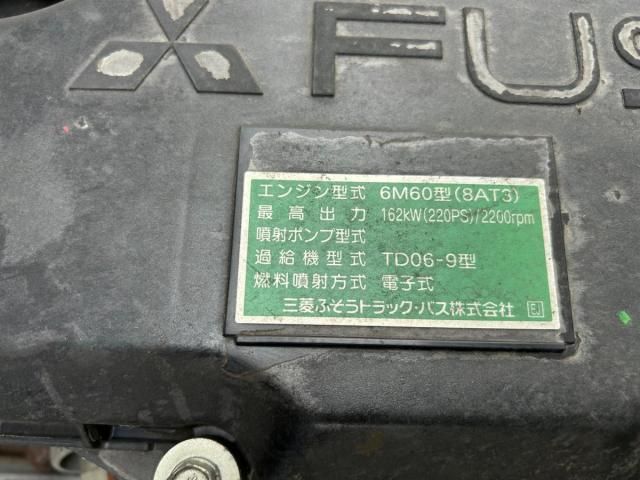 FUS
エンジン型式 6M60型(8AT3)
最高出力 162kW(220PS)/2200rpm
噴射ポンプ型式
過給機型式 TD06-9型
燃料噴射方式 電子式
三菱ふそうトラック・バス株式会社 EJ